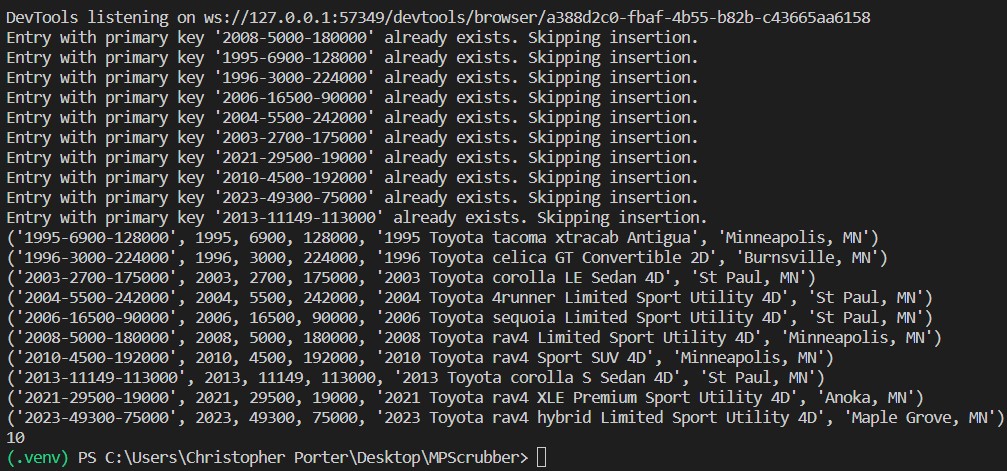 DevTools listening on ws://127.0.0.1:57349/devtools/browser/a388d2c0-fbaf-4b55-b82b-c43665aa6158
Entry with primary key '2008-5000-180000' already exists. Skipping insertion.
Entry with primary key '1995-6900-128000' already exists. Skipping insertion.
Entry with primary key '1996-3000-224000' already exists. Skipping insertion.
Entry with primary key '2006-16500-90000' already exists. Skipping insertion.
Entry with primary key '2004-5500-242000' already exists. Skipping insertion.
Entry with primary key '2003-2700-175000' already exists. Skipping insertion.
Entry with primary key '2021-29500-19000' already exists. Skipping insertion.
Entry with primary key '2010-4500-192000' already exists. Skipping insertion.
Entry with primary key '2023-49300-75000' already exists. Skipping insertion.
Entry with primary key '2013-11149-113000' already exists. Skipping insertion.
('1995-6900-128000', 1995, 6900, 128000, '1995 Toyota tacoma xtracab Antigua', 'Minneapolis, MN')
('1996-3000-224000', 1996, 3000, 224000, '1996 Toyota celica GT Convertible 2D', 'Burnsville, MN')
('2003-2700-175000', 2003, 2700, 175000, '2003 Toyota corolla LE Sedan 4D', 'St Paul, MN')
('2004-5500-242000', 2004, 5500, 242000, '2004 Toyota 4runner Limited Sport Utility 4D', 'St Paul, MN')
('2006-16500-90000', 2006, 16500, 90000, '2006 Toyota sequoia Limited Sport Utility 4D', 'St Paul, MN')
('2008-5000-180000', 2008, 5000, 180000, '2008 Toyota rav4 Limited Sport Utility 4D', 'Minneapolis, MN')
('2010-4500-192000', 2010, 4500, 192000, '2010 Toyota rav4 Sport SUV 4D', 'Minneapolis, MN')
('2013-11149-113000', 2013, 11149, 113000, '2013 Toyota corolla S Sedan 4D', 'St Paul, MN')
('2021-29500-19000', 2021, 29500, 19000, '2021 Toyota rav4 XLE Premium Sport Utility 4D', 'Anoka, MN')
('2023-49300-75000', 2023, 49300, 75000, '2023 Toyota rav4 hybrid Limited Sport Utility 4D', 'Maple Grove, MN')
10
(.venv) PS C:\Users\Christopher Porter\Desktop\MPScrubber>